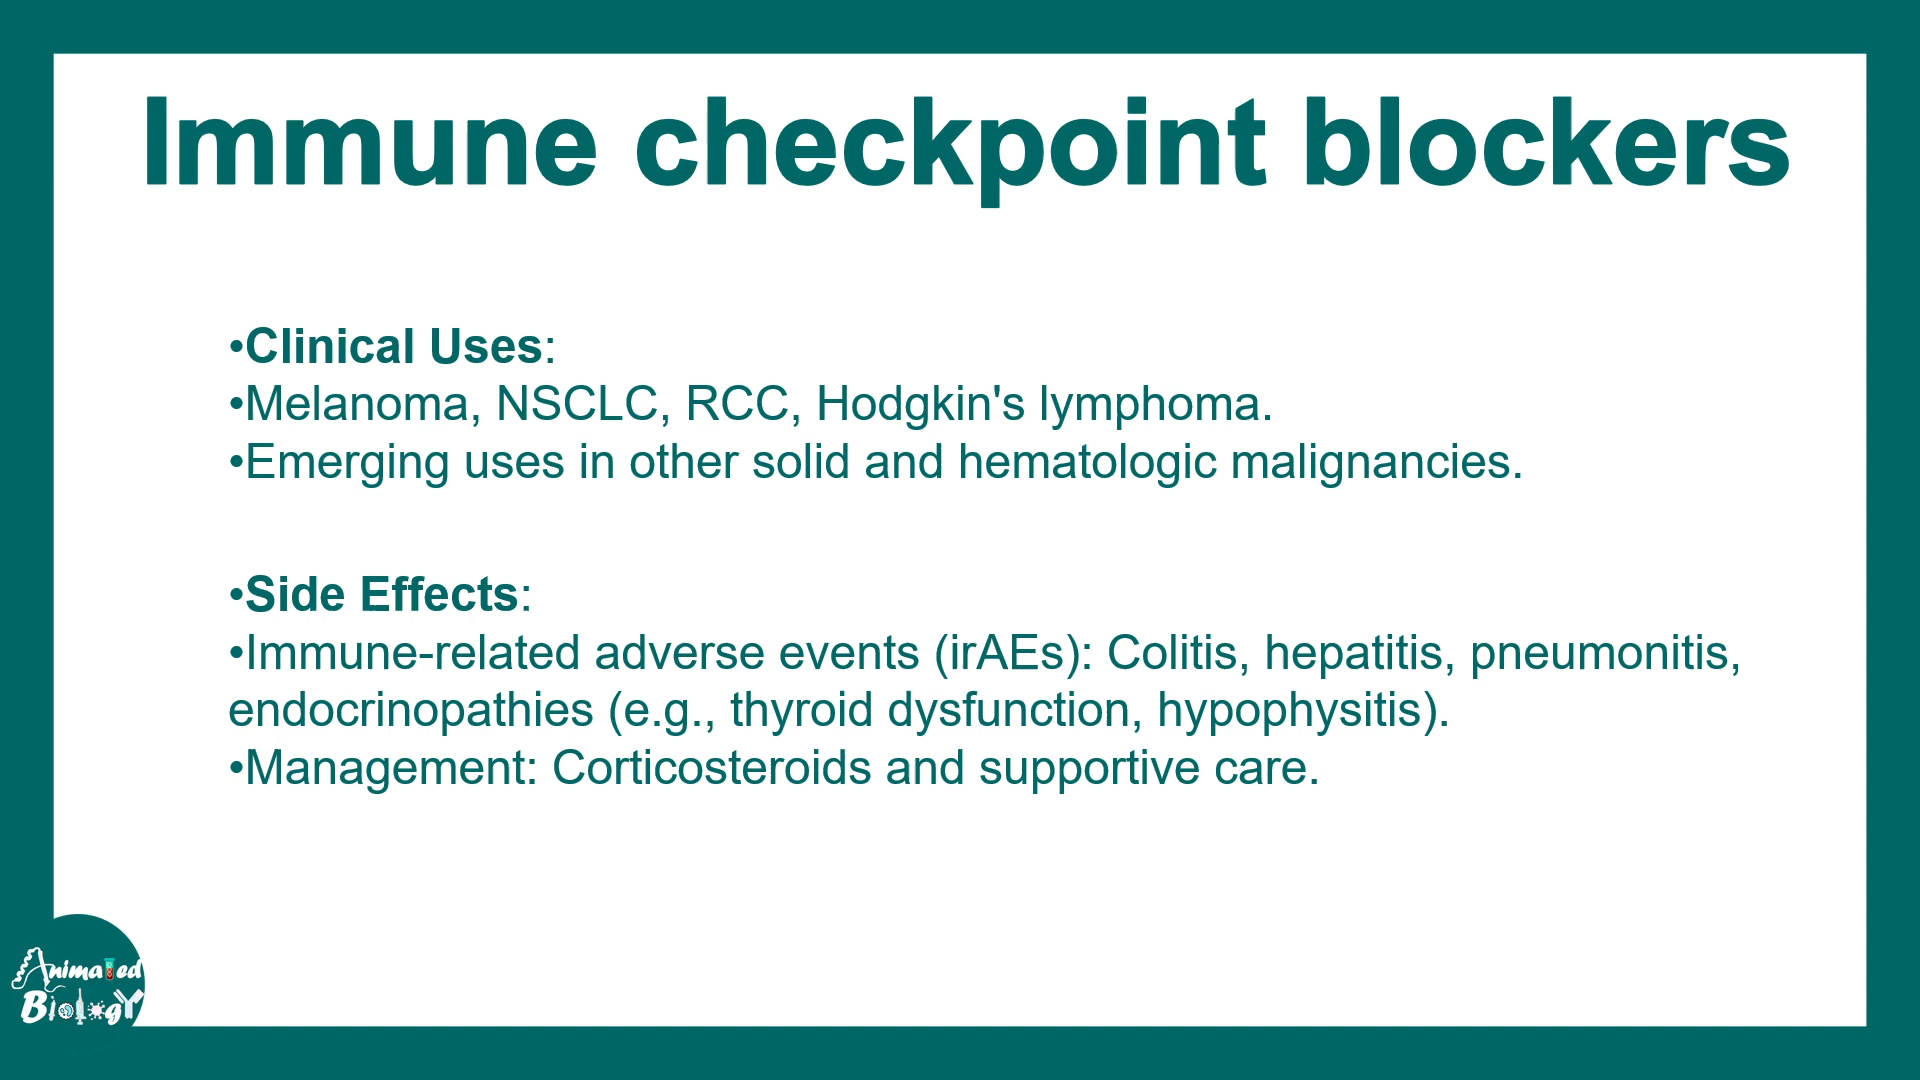 Immune checkpoint blockers
•Clinical Uses:
•Melanoma, NSCLC, RCC, Hodgkin's lymphoma.
•Emerging uses in other solid and hematologic malignancies.
•Side Effects:
•Immune-related adverse events (irAEs): Colitis, hepatitis, pneumonitis,
endocrinopathies (e.g., thyroid dysfunction, hypophysitis).
•Management: Corticosteroids and supportive care.
Animated
Biology